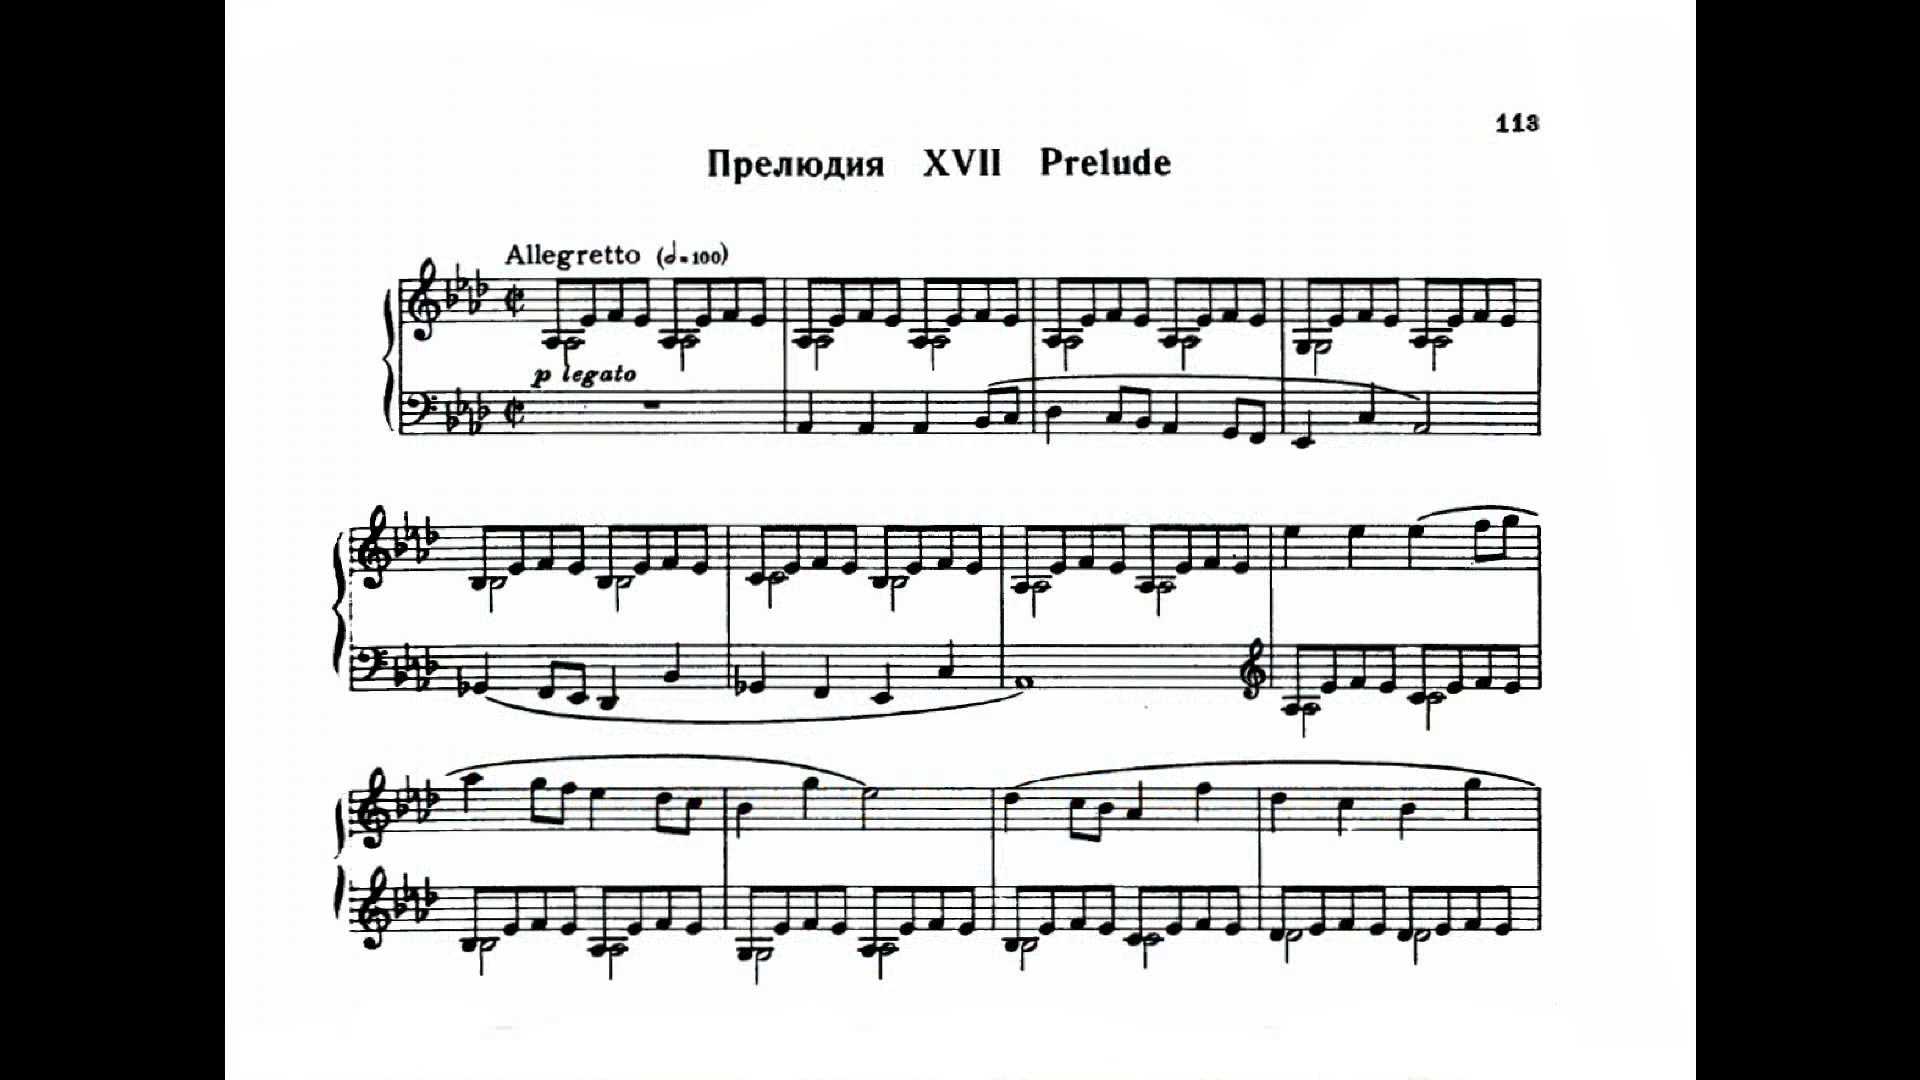 113
Прелюдия XVII Prelude
Allegretto (𝅗𝅥=100)
p legato